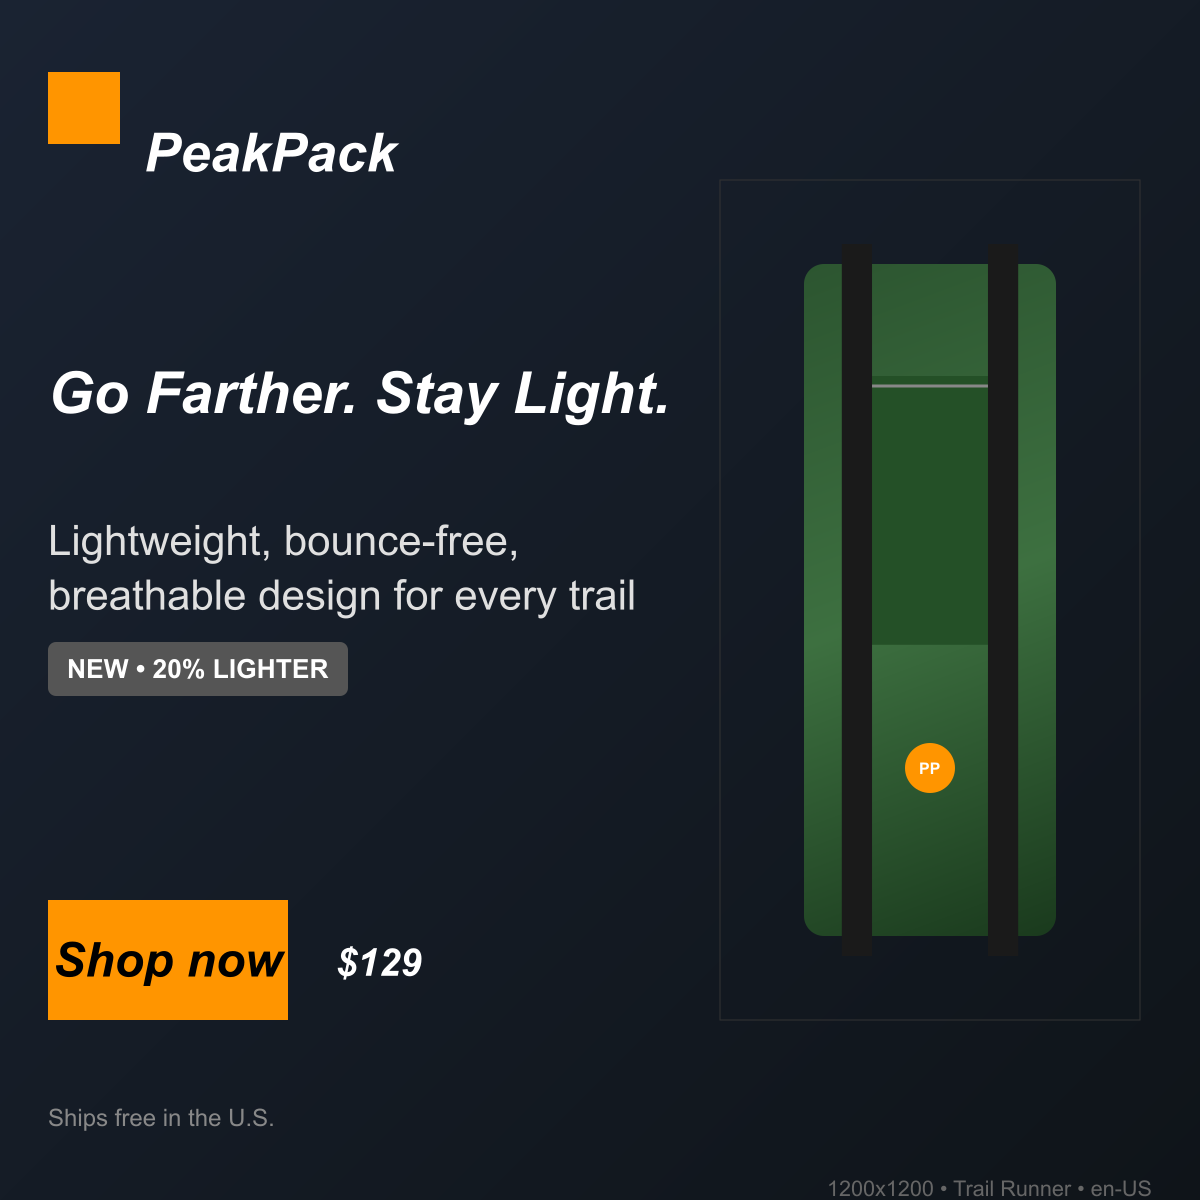 PeakPack
Go Farther. Stay Light.
Lightweight, bounce-free,
breathable design for every trail
NEW • 20% LIGHTER
PP
Shop now
$129
Ships free in the U.S.
1200x1200 • Trail Runner • en-US